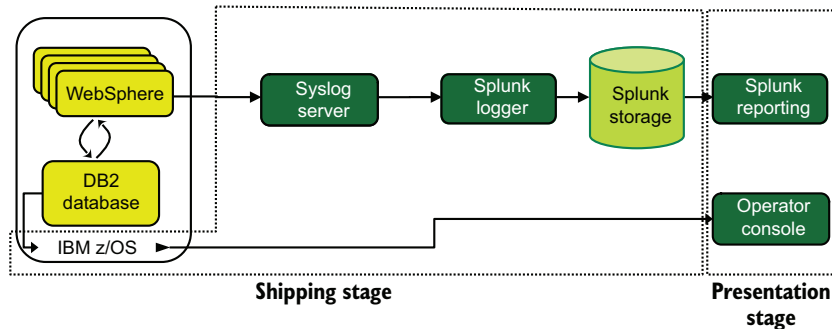 WebSphere
Syslog
server
Splunk
logger
Splunk
storage
Splunk
reporting
DB2
database
Operator
console
IBM z/OS
Shipping stage
Presentation
stage